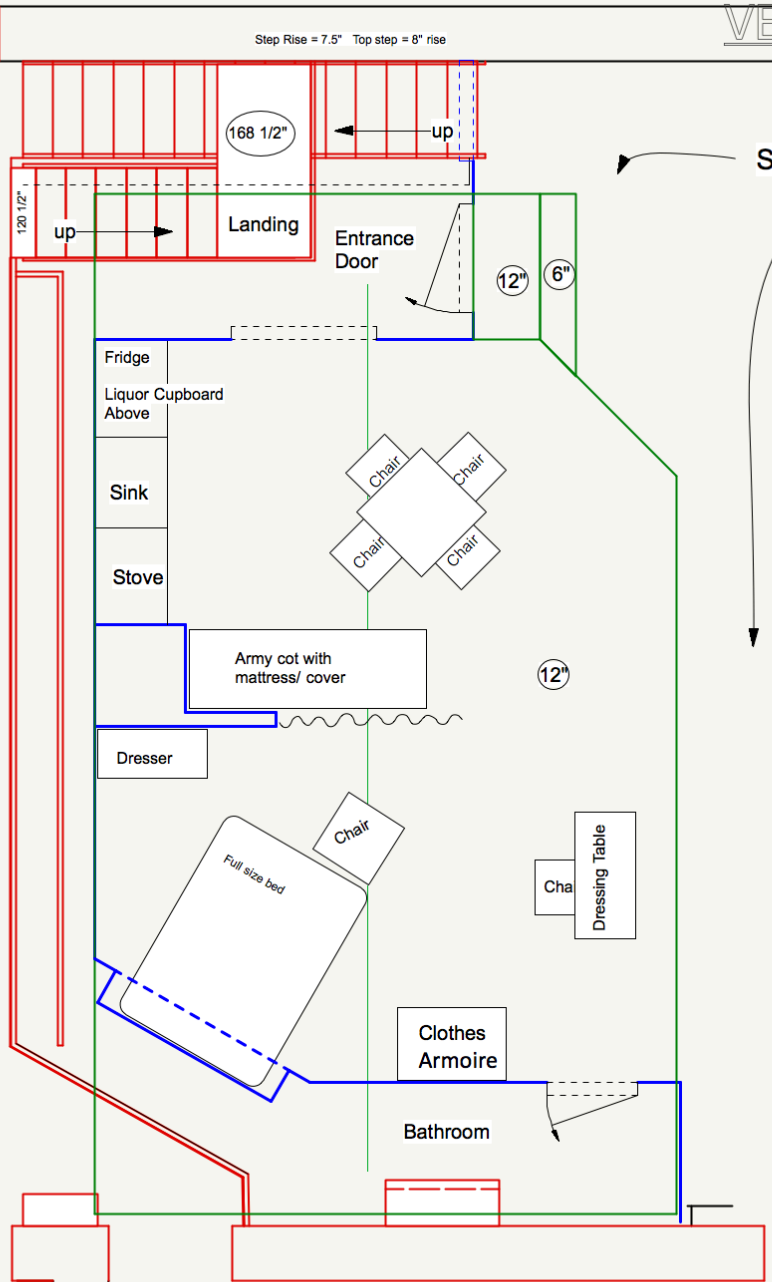 VE
Step Rise = 7.5" Top step = 8" rise
168 1/2"
up
S
120 1/2"
up
Landing
Entrance
Door
12"
6"
Fridge
Liquor Cupboard
Above
Chair
Chair
Sink
Chair
Chair
Stove
Army cot with
mattress/ cover
12"
Dresser
Chair
Full size bed
Dressing Table
Cha
Clothes
Armoire
Bathroom